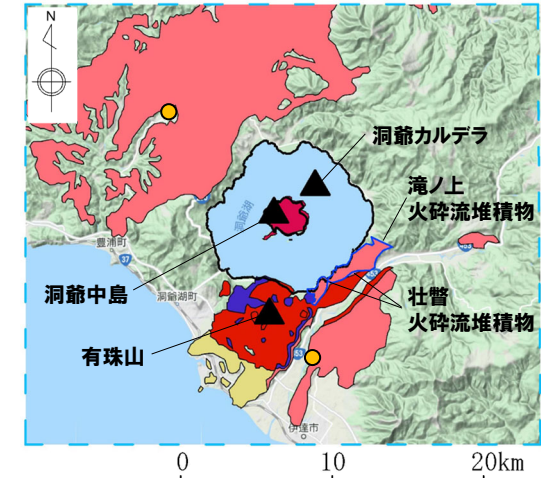 N
洞爺カルデラ
滝ノ上
火砕流堆積物
洞爺湖
豊浦町
37
453
洞爺中島
洞爺湖町
壮瞥
火砕流堆積物
有珠山
伊達市
0
10
20km